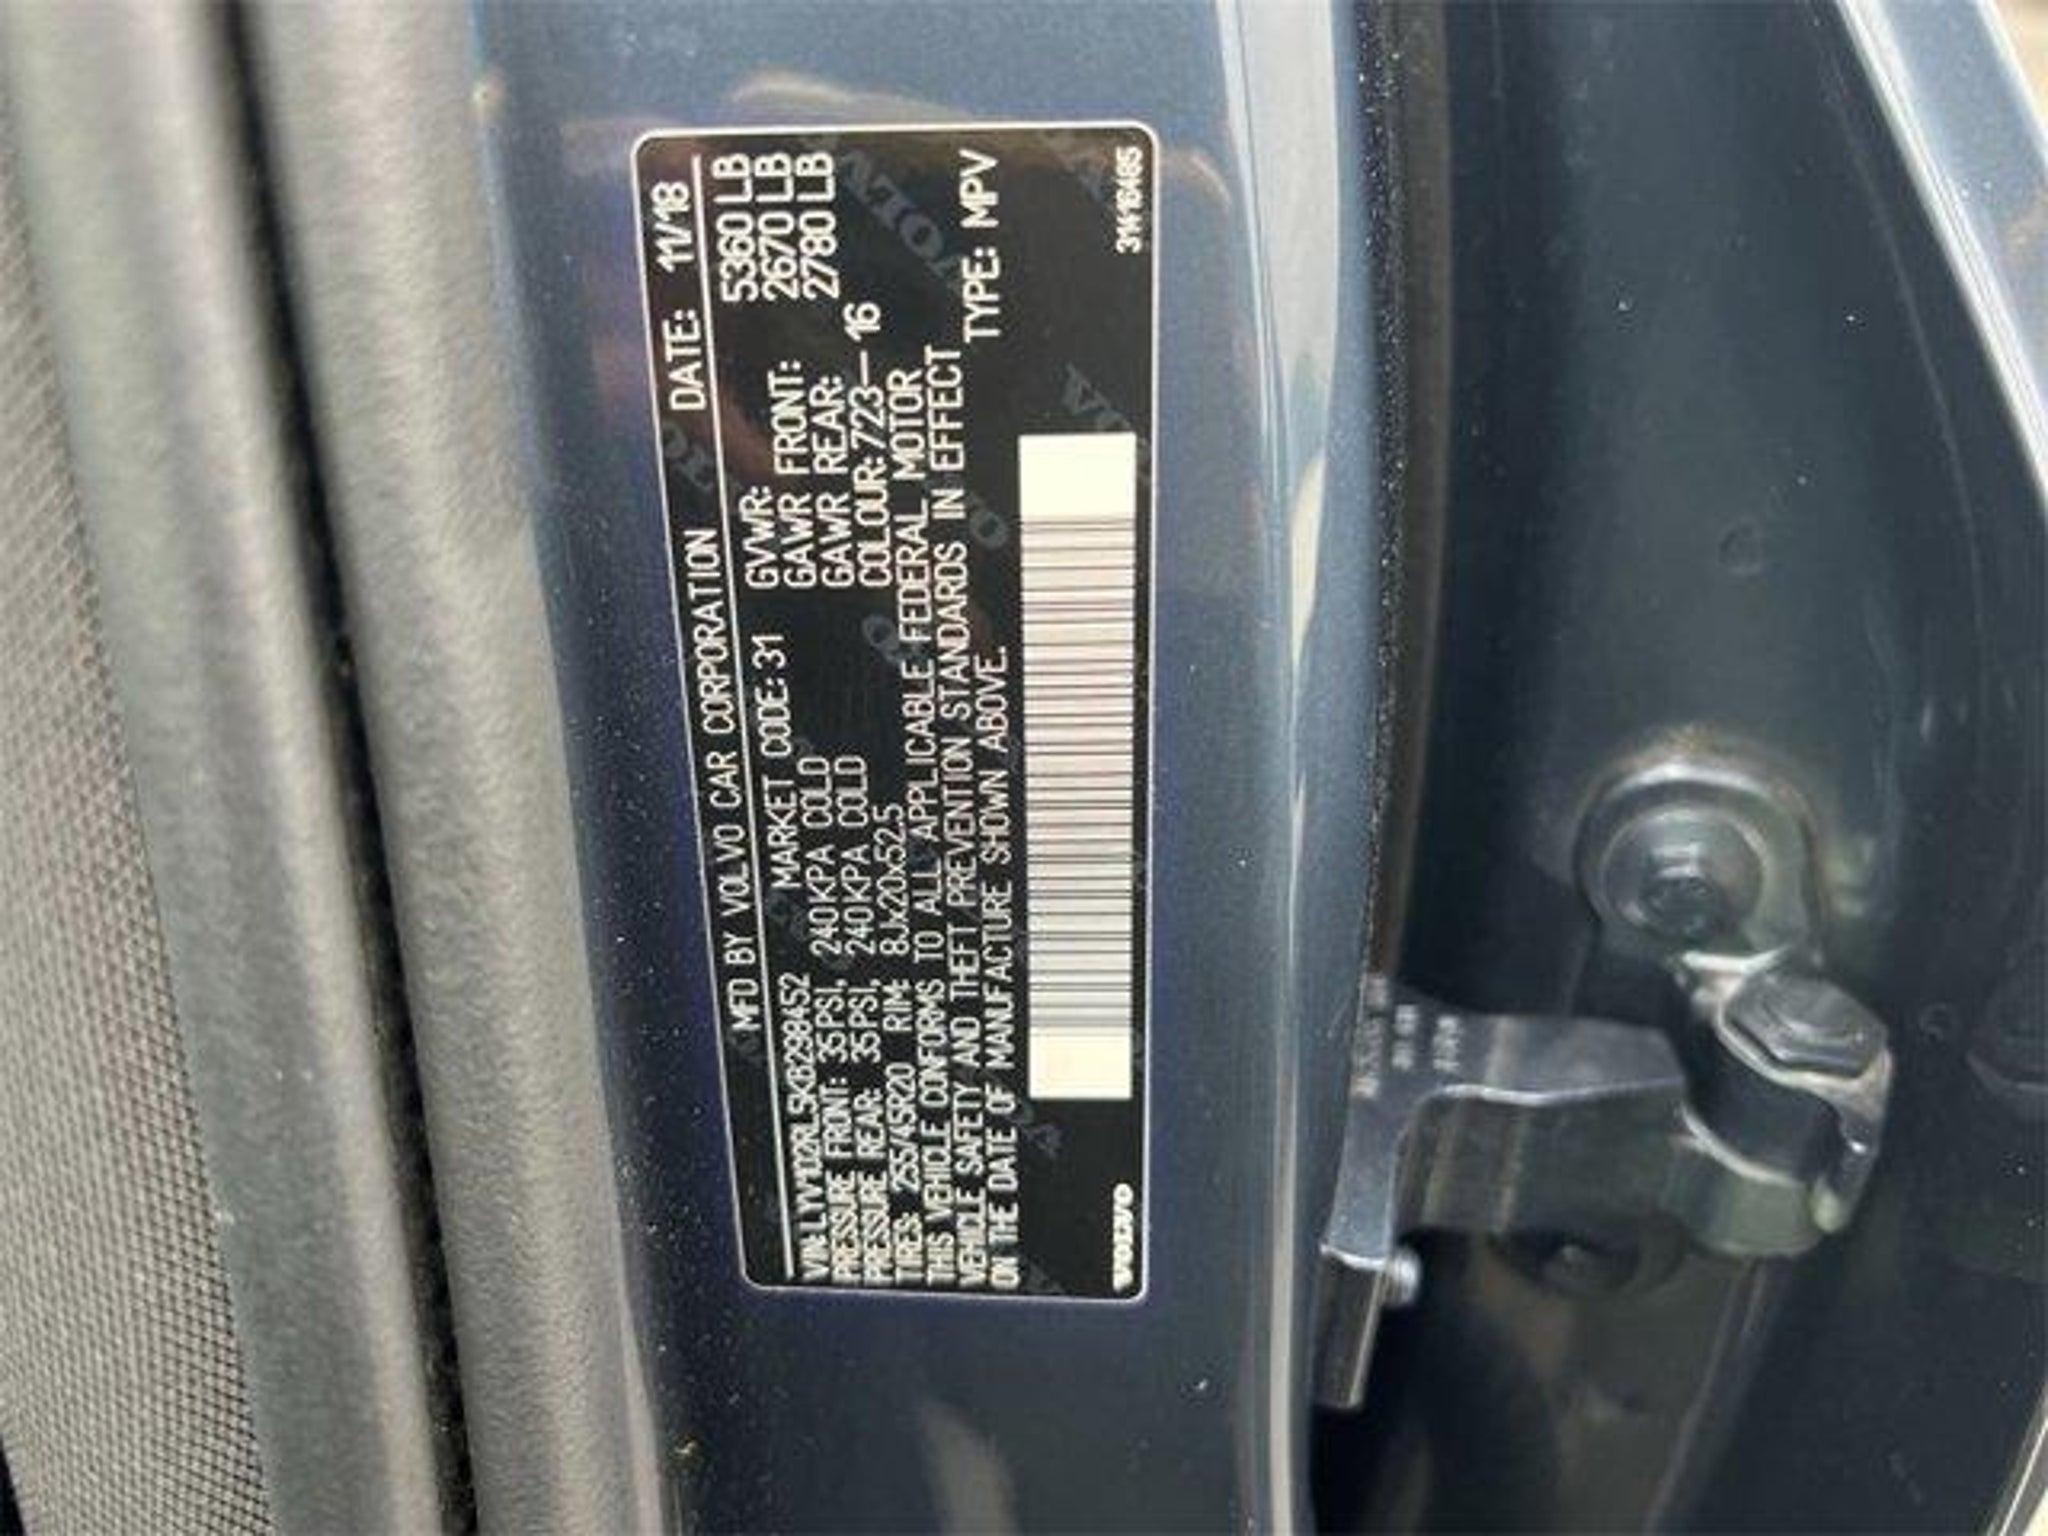 MFD BY VOLVO CAR CORPORATION DATE: 11/18
VIN: LYV102RL5KB298452 MARKET CODE: 31 GVWR: 5360 LB
PRESSURE FRONT: 35 PSI, 240 KPA COLD GAWR FRONT: 2670 LB
PRESSURE REAR: 35 PSI, 240 KPA COLD GAWR REAR: 2780 LB
TIRES: 255/45R20 RIM: 8Jx20x52.5 COLOUR: 723—16
THIS VEHICLE CONFORMS TO ALL APPLICABLE FEDERAL MOTOR
VEHICLE SAFETY AND THEFT PREVENTION STANDARDS IN EFFECT
ON THE DATE OF MANUFACTURE SHOWN ABOVE. TYPE: MPV
VOLVO 31416485